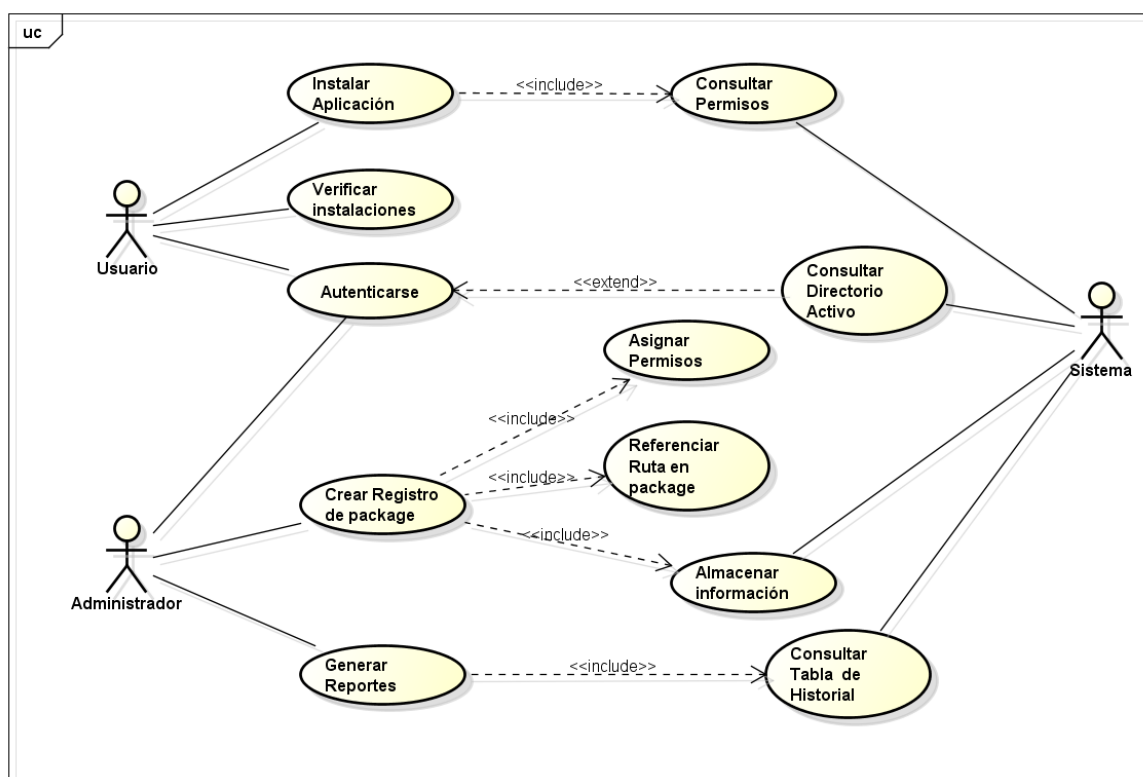 uc
Instalar
Aplicación
<<include>>
Consultar
Permisos
Verificar
instalaciones
Usuario
Autenticarse
<<extend>>
Consultar
Directorio
Activo
Sistema
Asignar
Permisos
<<include>>
Referenciar
Ruta en
package
<<include>>
Crear Registro
de package
<<include>>
Almacenar
información
Administrador
Generar
Reportes
<<include>>
Consultar
Tabla de
Historial